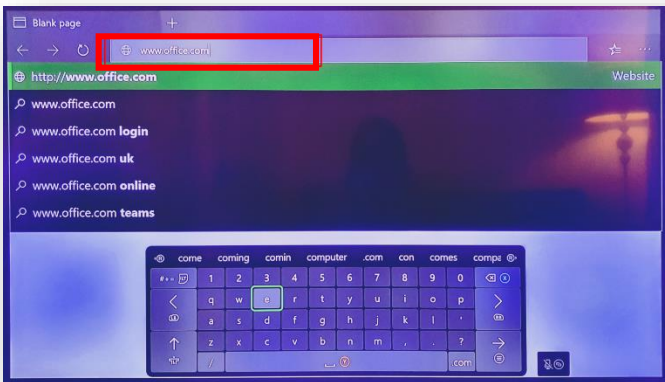 Blank page
www.office.com
http://www.office.com Website
www.office.com
www.office.com login
www.office.com uk
www.office.com online
www.office.com teams
come coming comin computer .com con comes compa
1 2 3 4 5 6 7 8 9 0
q w e r t y u i o p
a s d f g h j k l '
z x c v b n m , . ?
com